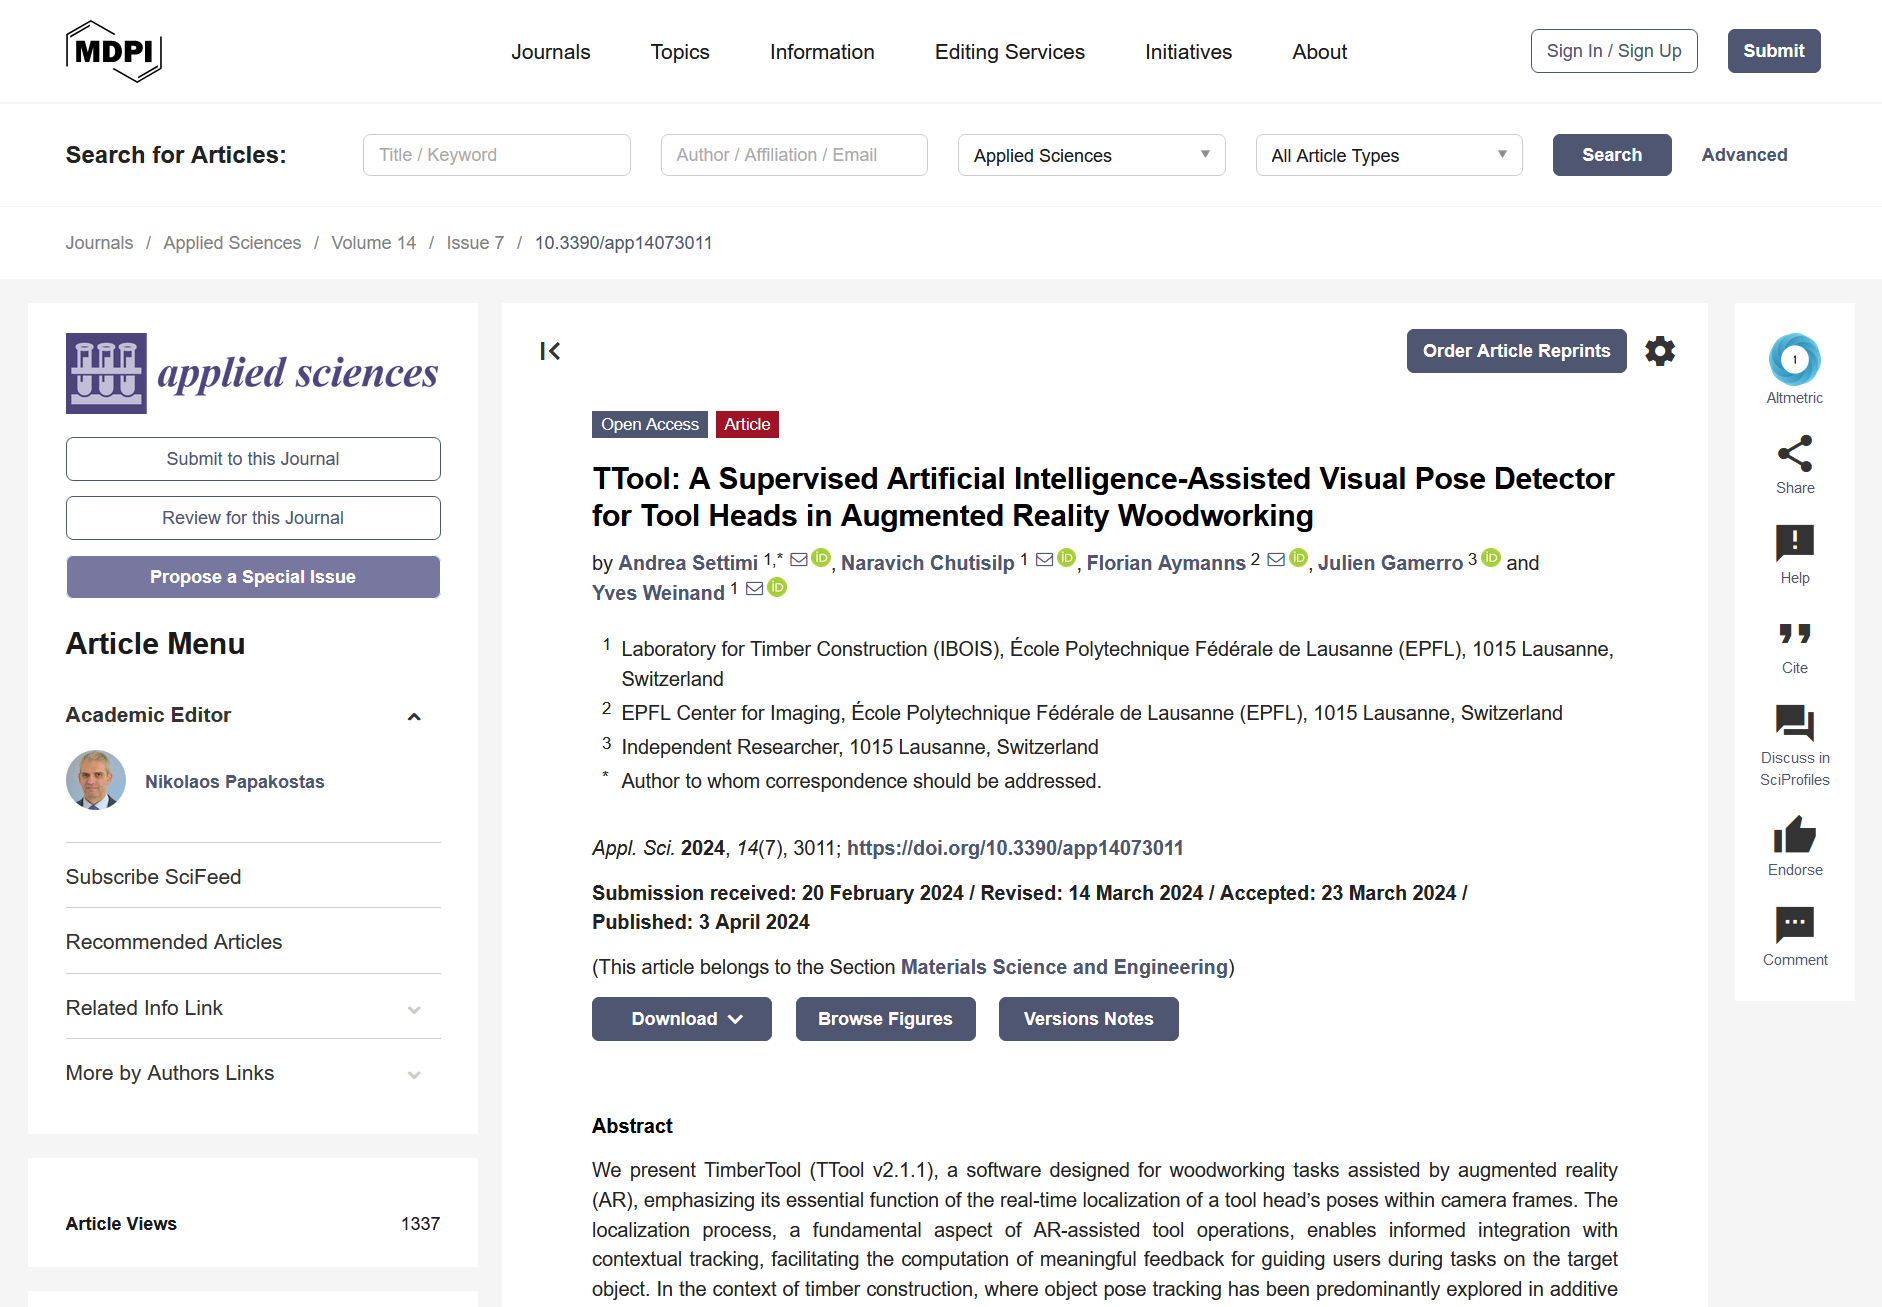 MDPI
Journals Topics Information Editing Services Initiatives About
Sign In / Sign Up Submit
Search for Articles: Title / Keyword Author / Affiliation / Email Applied Sciences All Article Types Search Advanced
Journals / Applied Sciences / Volume 14 / Issue 7 / 10.3390/app14073011
applied sciences
Submit to this Journal
Review for this Journal
Propose a Special Issue
Article Menu
Academic Editor
Nikolaos Papakostas
Subscribe SciFeed
Recommended Articles
Related Info Link
More by Authors Links
Article Views 1337
Order Article Reprints
Open Access Article
TTool: A Supervised Artificial Intelligence-Assisted Visual Pose Detector
for Tool Heads in Augmented Reality Woodworking
by Andrea Settimi 1,* iD, Naravich Chutisilp 1 iD, Florian Aymanns 2 iD, Julien Gamerro 3 iD and
Yves Weinand 1 iD
1 Laboratory for Timber Construction (IBOIS), École Polytechnique Fédérale de Lausanne (EPFL), 1015 Lausanne,
Switzerland
2 EPFL Center for Imaging, École Polytechnique Fédérale de Lausanne (EPFL), 1015 Lausanne, Switzerland
3 Independent Researcher, 1015 Lausanne, Switzerland
* Author to whom correspondence should be addressed.
Appl. Sci. 2024, 14(7), 3011; https://doi.org/10.3390/app14073011
Submission received: 20 February 2024 / Revised: 14 March 2024 / Accepted: 23 March 2024 /
Published: 3 April 2024
(This article belongs to the Section Materials Science and Engineering)
Download Browse Figures Versions Notes
Abstract
We present TimberTool (TTool v2.1.1), a software designed for woodworking tasks assisted by augmented reality
(AR), emphasizing its essential function of the real-time localization of a tool head’s poses within camera frames. The
localization process, a fundamental aspect of AR-assisted tool operations, enables informed integration with
contextual tracking, facilitating the computation of meaningful feedback for guiding users during tasks on the target
object. In the context of timber construction, where object pose tracking has been predominantly explored in additive
1
Altmetric
Share
Help
Cite
Discuss in
SciProfiles
Endorse
Comment